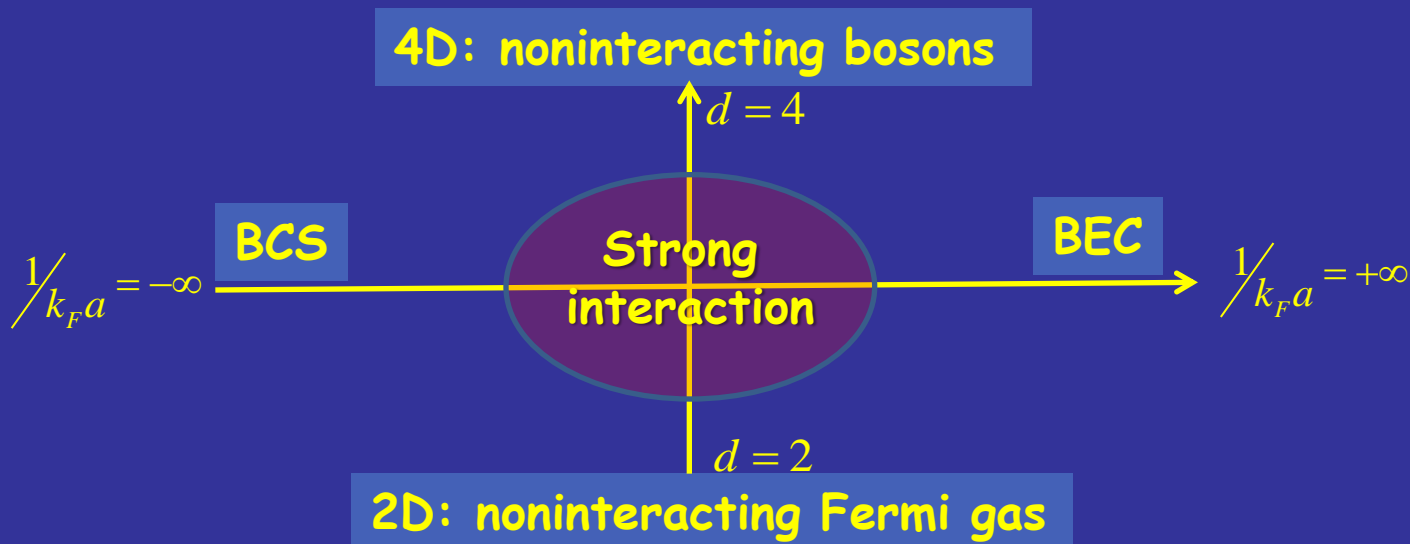 4D: noninteracting bosons
d = 4
BCS
Strong
interaction
BEC
1/k_F a = −∞
1/k_F a = +∞
d = 2
2D: noninteracting Fermi gas